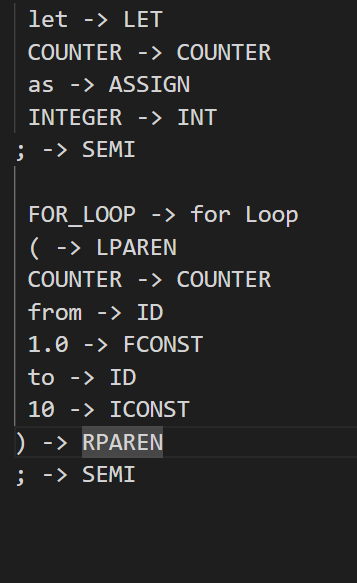 let -> LET
COUNTER -> COUNTER
as -> ASSIGN
INTEGER -> INT
; -> SEMI
FOR_LOOP -> for Loop
( -> LPAREN
COUNTER -> COUNTER
from -> ID
1.0 -> FCONST
to -> ID
10 -> ICONST
) -> RPAREN
; -> SEMI